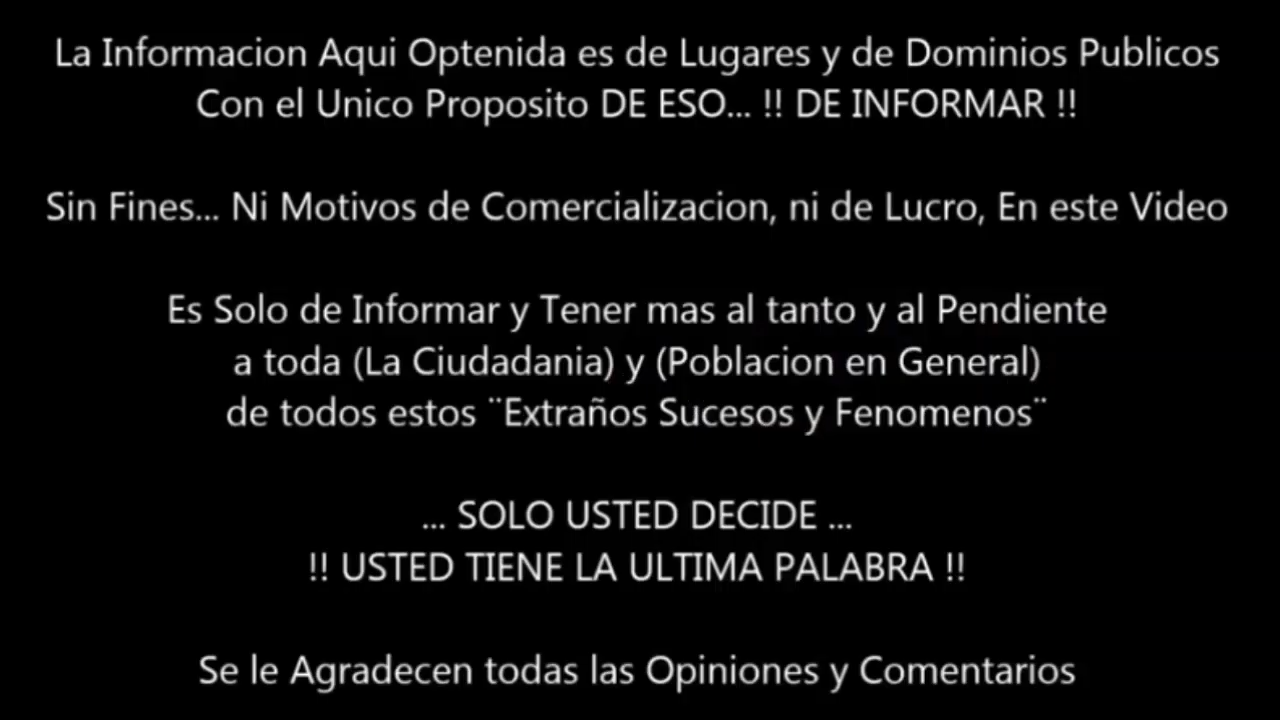 La Informacion Aqui Optenida es de Lugares y de Dominios Publicos
Con el Unico Proposito DE ESO... !! DE INFORMAR !!
Sin Fines... Ni Motivos de Comercializacion, ni de Lucro, En este Video
Es Solo de Informar y Tener mas al tanto y al Pendiente
a toda (La Ciudadania) y (Poblacion en General)
de todos estos ¨Extraños Sucesos y Fenomenos¨
... SOLO USTED DECIDE ...
!! USTED TIENE LA ULTIMA PALABRA !!
Se le Agradecen todas las Opiniones y Comentarios